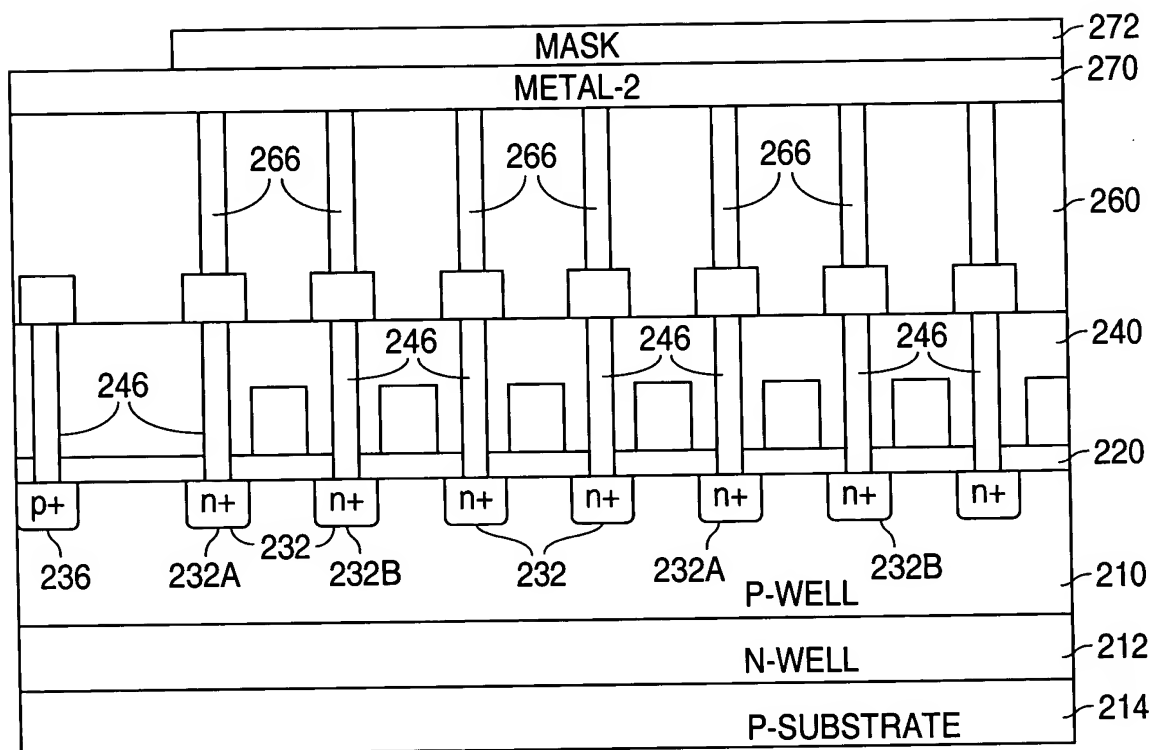 MASK 272
METAL-2 270
266 266 266
260
246 246 246 240
246
220
p+ n+ n+ n+ n+ n+ n+ n+
236 232A 232 232B 232 232A 232B
P-WELL 210
N-WELL 212
P-SUBSTRATE 214